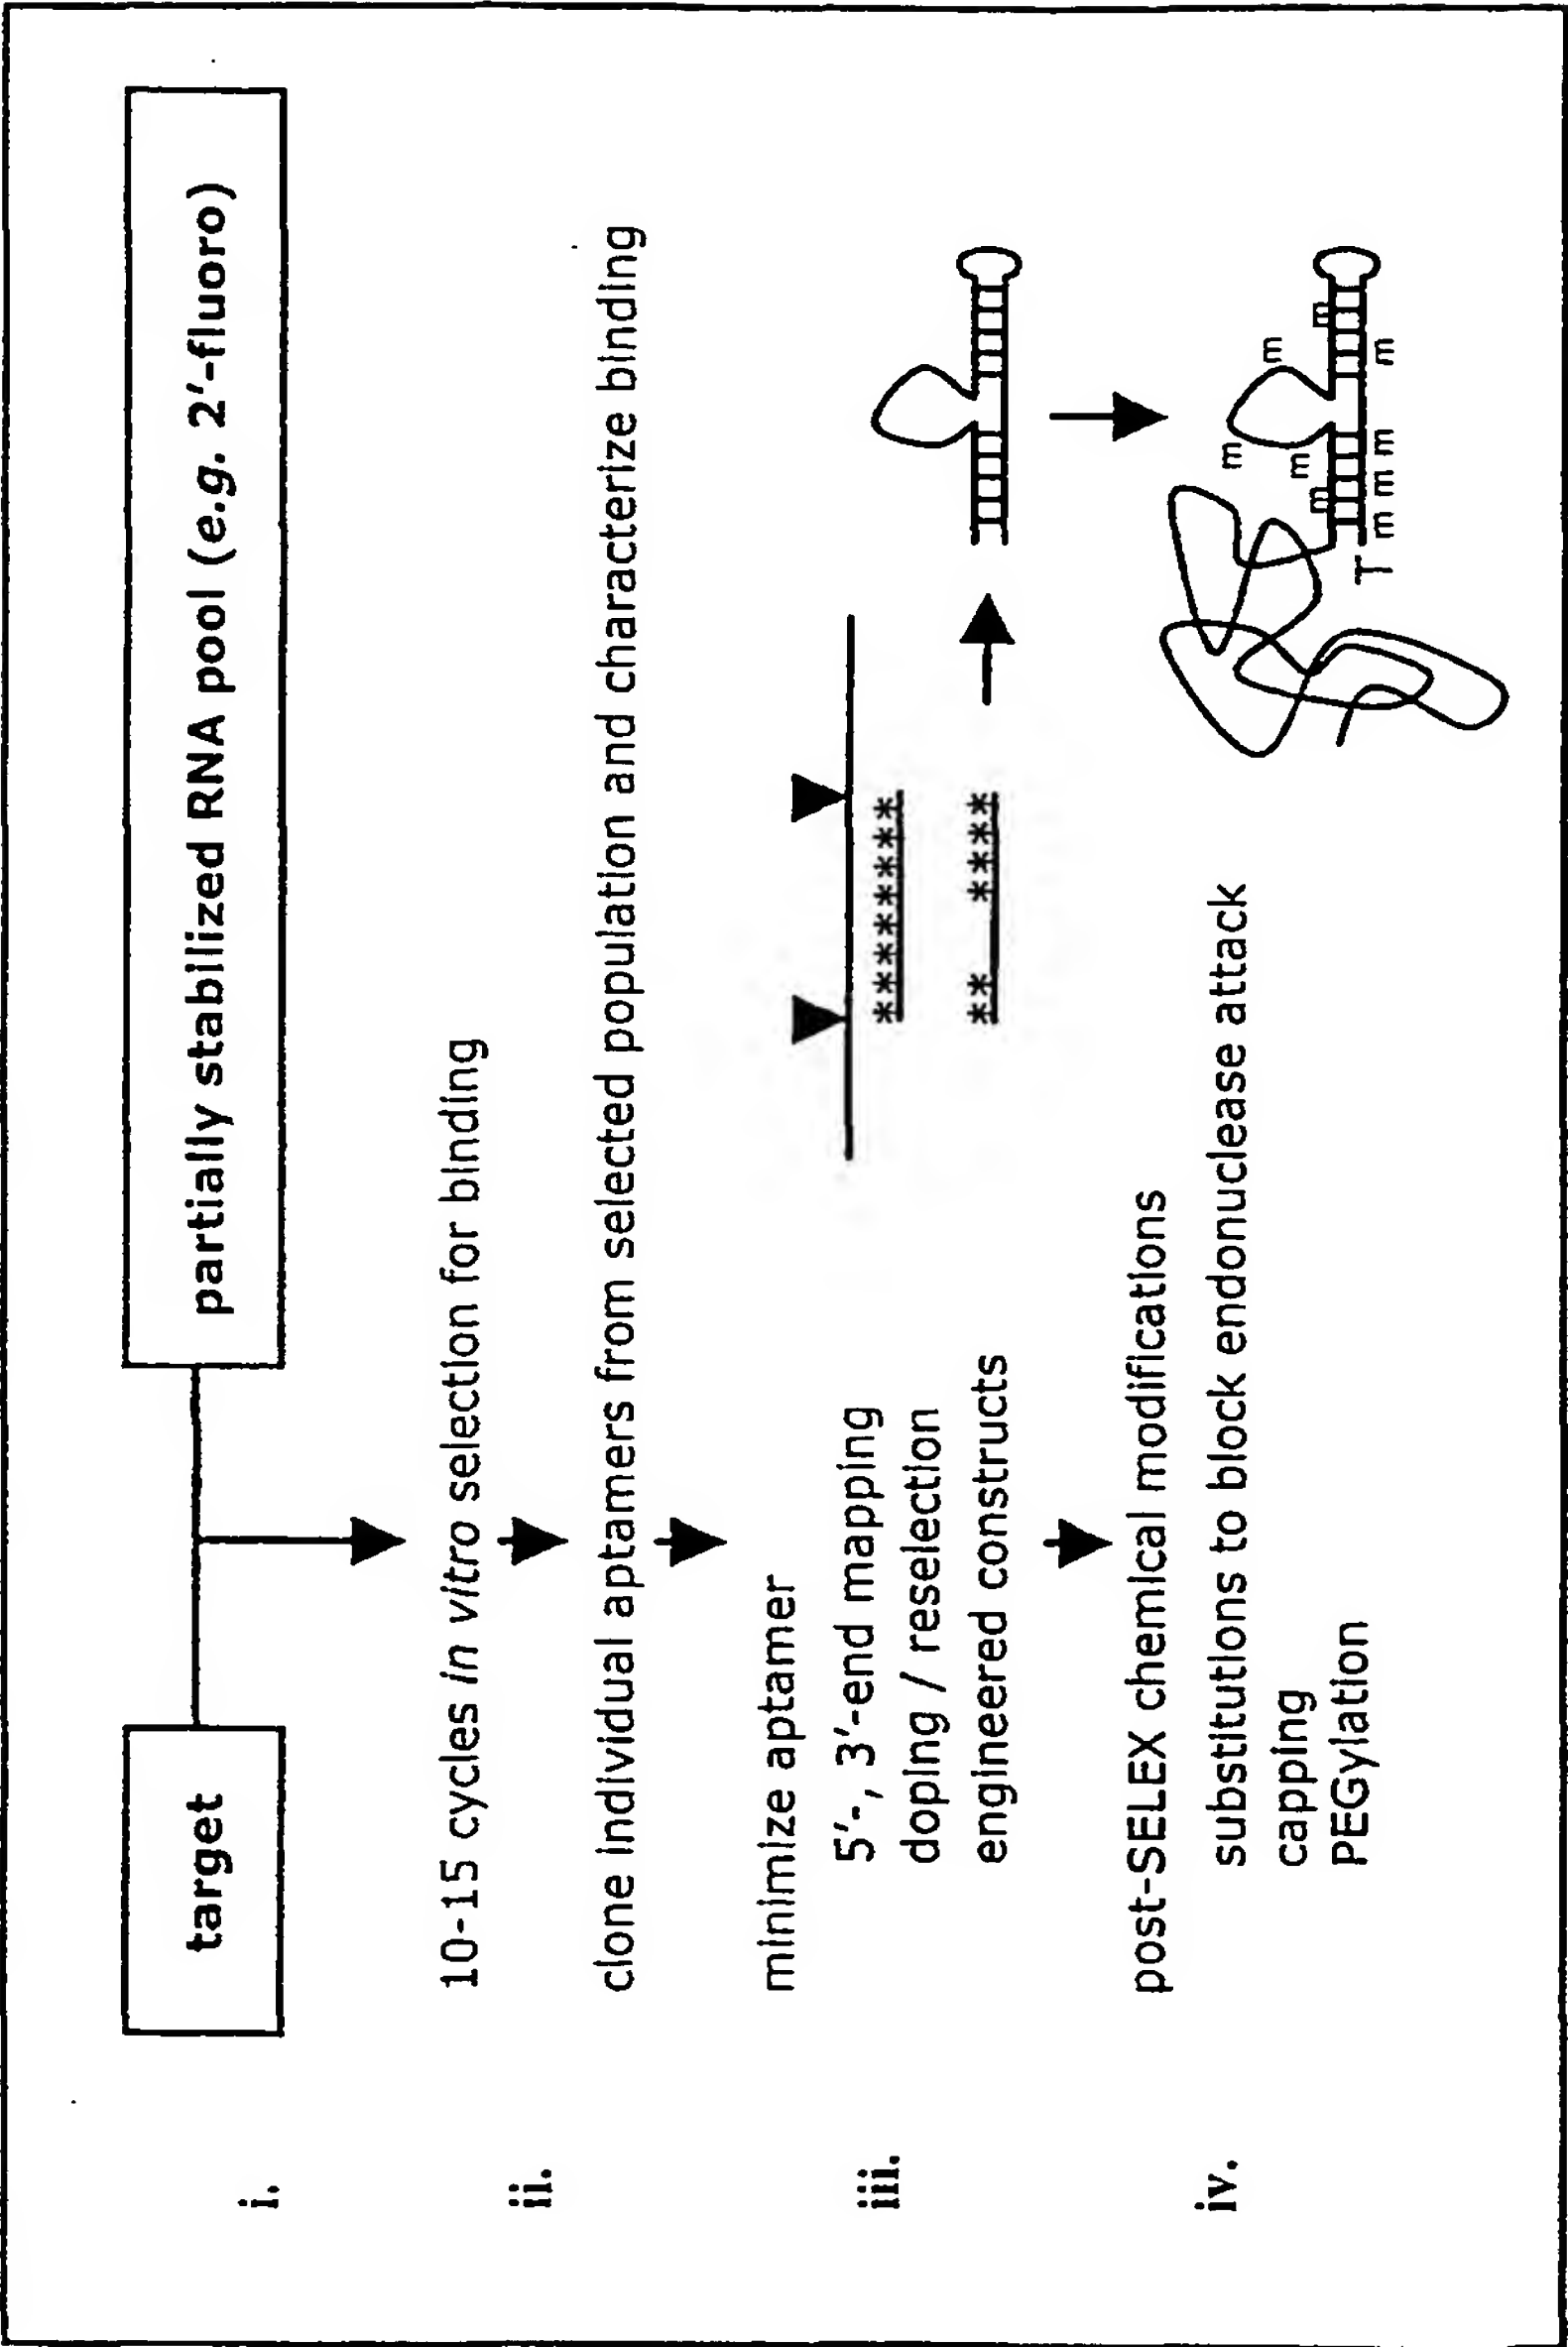 target
partially stabilized RNA pool (e.g. 2'-fluoro)
i.
10-15 cycles in vitro selection for binding
ii.
clone individual aptamers from selected population and characterize binding
minimize aptamer
iii.
5'-, 3'-end mapping
doping / reselection
engineered constructs
********
** ****
post-SELEX chemical modifications
iv.
substitutions to block endonuclease attack
capping
PEGylation
m
m
m
m m
T
m m m m